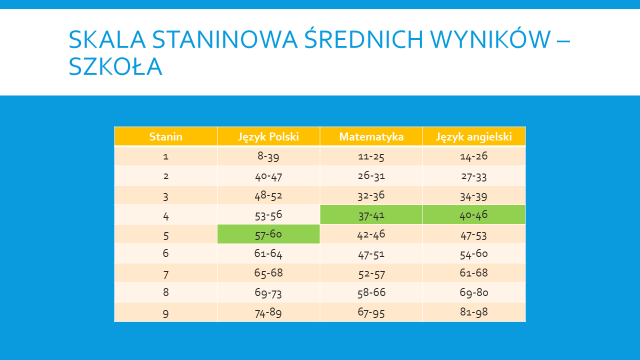 SKALA STANINOWA ŚREDNICH WYNIKÓW –
SZKOŁA
Stanin Język Polski Matematyka Język angielski
1 8-39 11-25 14-26
2 40-47 26-31 27-33
3 48-52 32-36 34-39
4 53-56 37-41 40-46
5 57-60 42-46 47-53
6 61-64 47-51 54-60
7 65-68 52-57 61-68
8 69-73 58-66 69-80
9 74-89 67-95 81-98